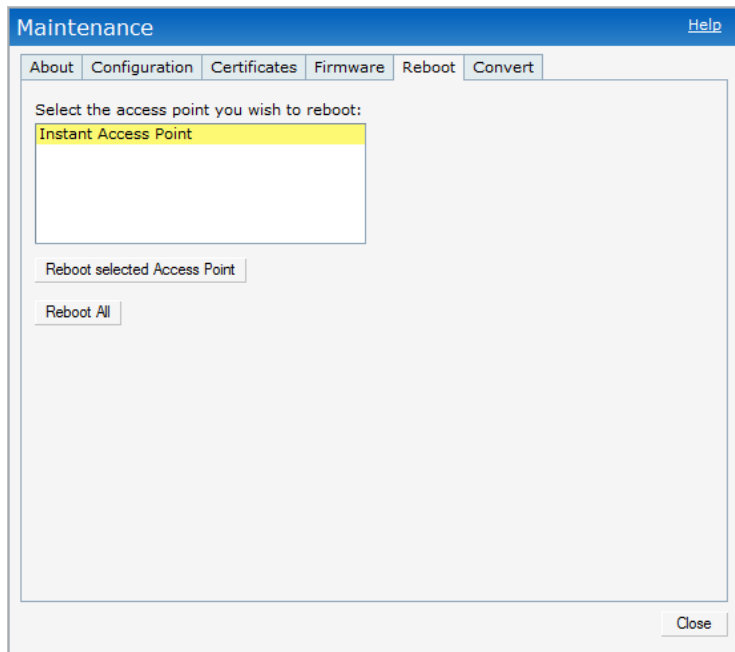 Maintenance Help
About Configuration Certificates Firmware Reboot Convert
Select the access point you wish to reboot:
Instant Access Point
Reboot selected Access Point
Reboot All
Close